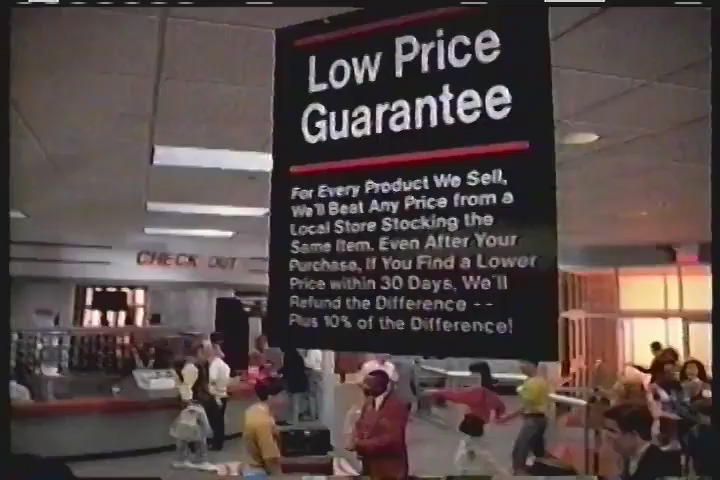 Low Price
Guarantee
For Every Product We Sell,
We'll Beat Any Price from a
Local Store Stocking the
Same Item. Even After Your
Purchase, If You Find a Lower
Price within 30 Days, We'll
Refund the Difference --
Plus 10% of the Difference!
CHECK OUT